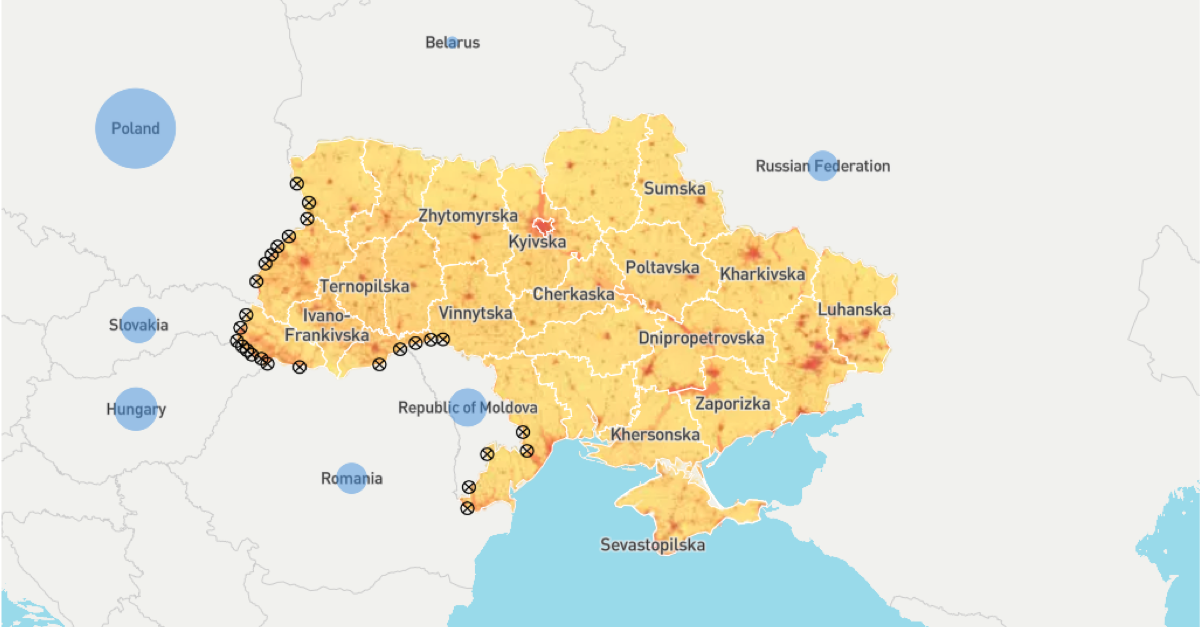 Belarus
Poland
Russian Federation
Sumska
Zhytomyrska
Kyivska
Poltavska
Kharkivska
Ternopilska
Cherkaska
Luhanska
Vinnytska
Ivano-
Frankivska
Slovakia
Dnipropetrovska
Zaporizka
Hungary
Republic of Moldova
Khersonska
Romania
Sevastopilska